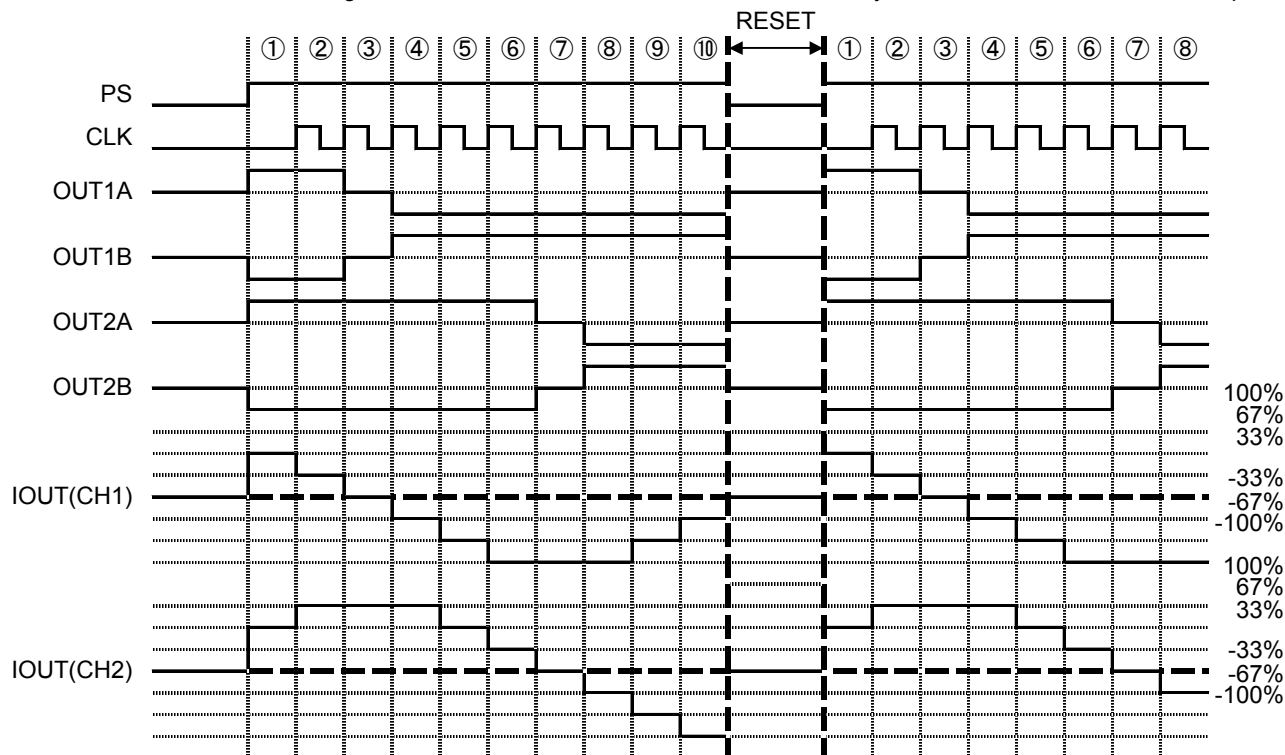 RESET
① ② ③ ④ ⑤ ⑥ ⑦ ⑧ ⑨ ⑩ ① ② ③ ④ ⑤ ⑥ ⑦ ⑧
PS
CLK
OUT1A
OUT1B
OUT2A
OUT2B
100%
67%
33%
-33%
IOUT(CH1)
-67%
-100%
100%
67%
33%
-33%
IOUT(CH2)
-67%
-100%